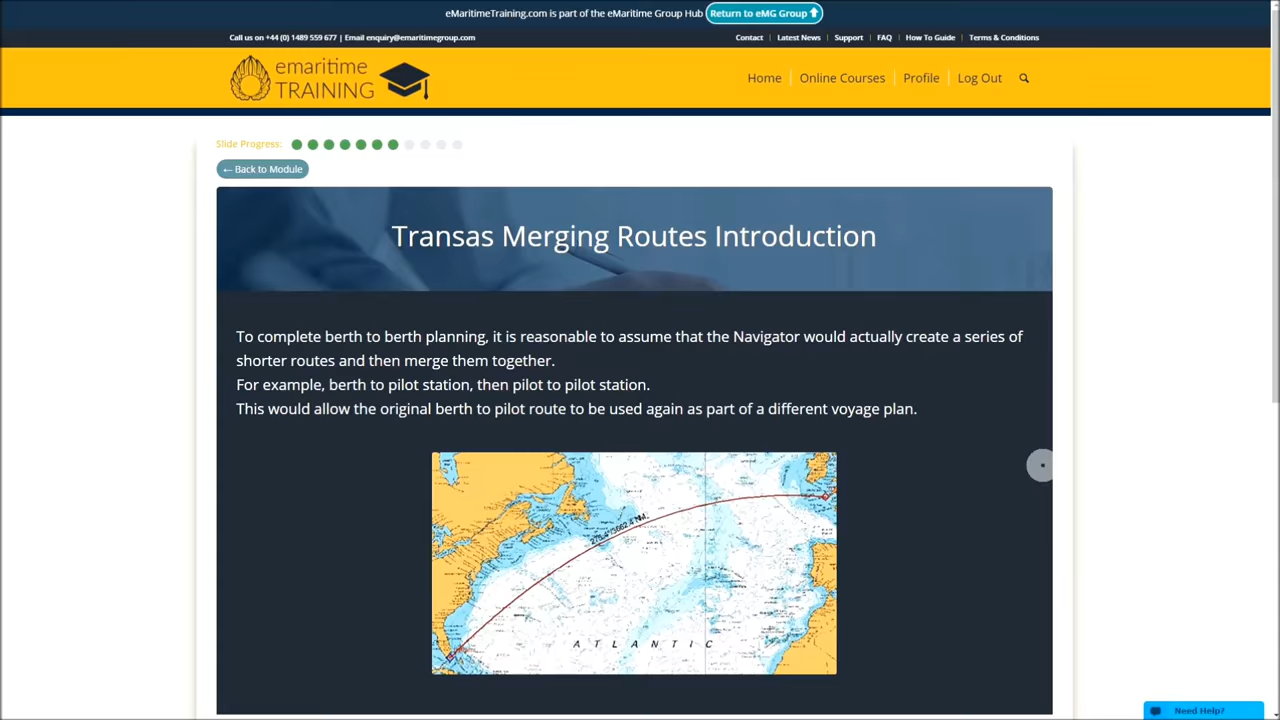 eMaritimeTraining.com is part of the eMaritime Group Hub Return to eMG Group
Call us on +44 (0) 1489 559 677 | Email enquiry@emaritimegroup.com
Contact | Latest News | Support | FAQ | How To Guide | Terms & Conditions
emaritime
TRAINING
Home Online Courses Profile Log Out
Slide Progress:
← Back to Module
Transas Merging Routes Introduction
To complete berth to berth planning, it is reasonable to assume that the Navigator would actually create a series of
shorter routes and then merge them together.
For example, berth to pilot station, then pilot to pilot station.
This would allow the original berth to pilot route to be used again as part of a different voyage plan.
ATLANTIC
Need Help?